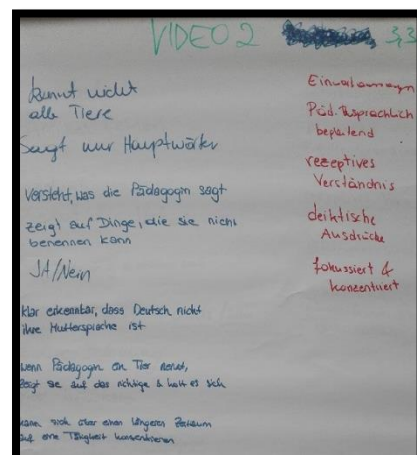 VIDEO 2 3,3
kennt nicht
alle Tiere
Sagt nur Hauptwörter
versteht, was die Pädagogin sagt
zeigt auf Dinge, die sie nicht
benennen kann
JA/Nein
klar erkennbar, dass Deutsch nicht
ihre Muttersprache ist
wenn Pädagogin ein Tier nennt,
zeigt sie auf das richtige & holt es sich
kann sich über einen längeren Zeitraum
auf eine Tätigkeit konzentrieren
Einwortäußerungen
Päd. sprachlich
begleitend
rezeptives
Verständnis
deiktische
Ausdrücke
fokussiert &
konzentriert